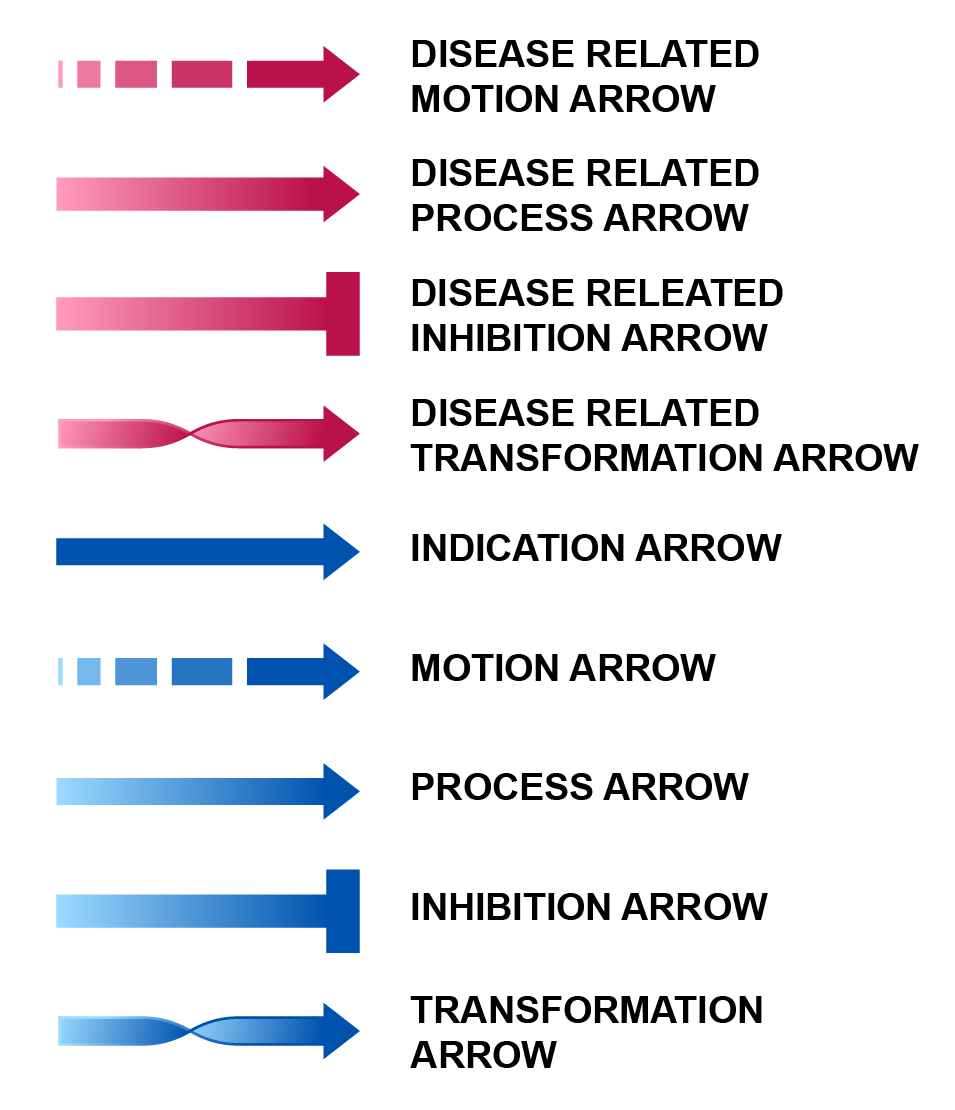 DISEASE RELATED
MOTION ARROW
DISEASE RELATED
PROCESS ARROW
DISEASE RELEATED
INHIBITION ARROW
DISEASE RELATED
TRANSFORMATION ARROW
INDICATION ARROW
MOTION ARROW
PROCESS ARROW
INHIBITION ARROW
TRANSFORMATION
ARROW